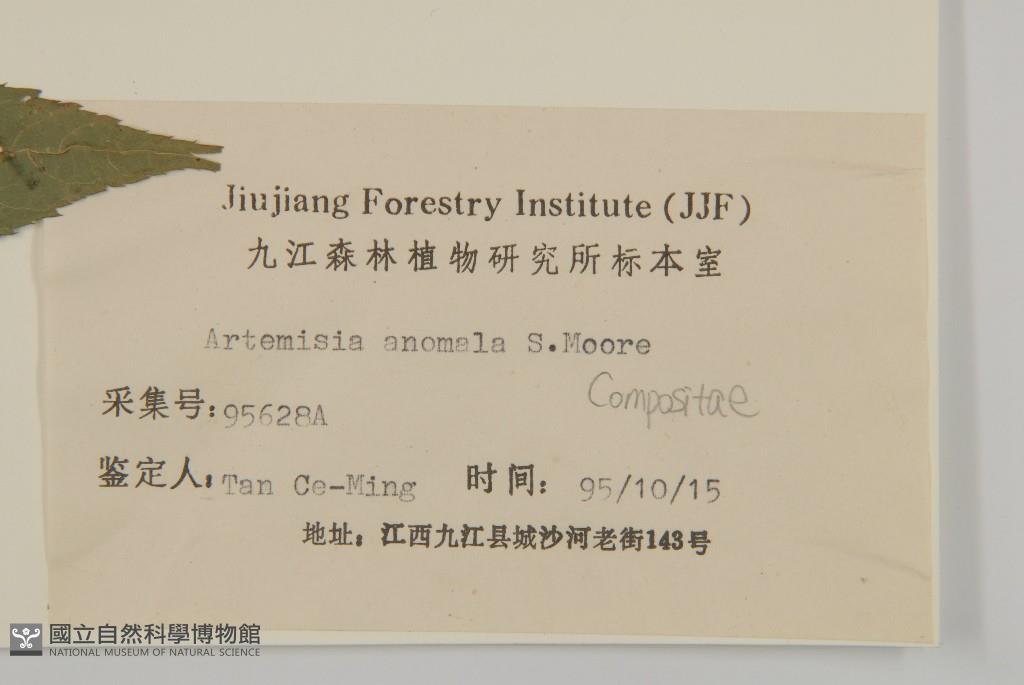 Jiujiang Forestry Institute (JJF)
九江森林植物研究所标本室
Artemisia anomala S.Moore
Compositae
采集号:95628A
鉴定人:Tan Ce-Ming 时间:95/10/15
地址:江西九江县城沙河老街143号
國立自然科學博物館
NATIONAL MUSEUM OF NATURAL SCIENCE